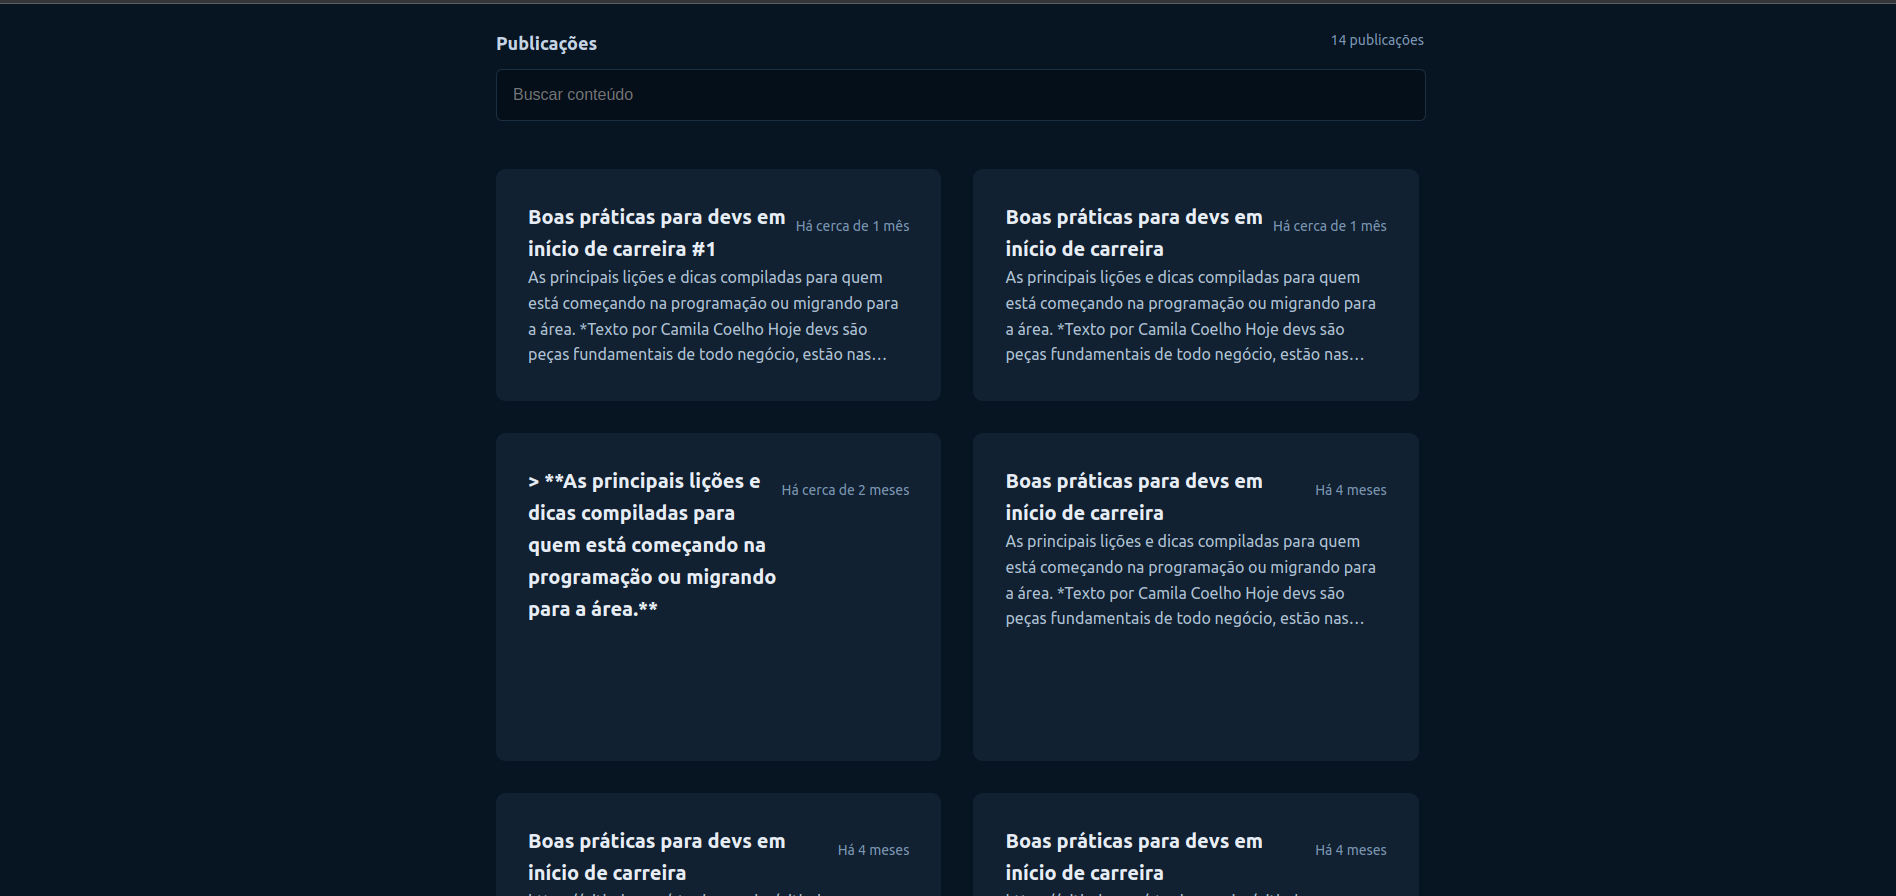 Publicações
14 publicações
Buscar conteúdo
Boas práticas para devs em
início de carreira #1
Há cerca de 1 mês
As principais lições e dicas compiladas para quem
está começando na programação ou migrando para
a área. *Texto por Camila Coelho Hoje devs são
peças fundamentais de todo negócio, estão nas...
Boas práticas para devs em
início de carreira
Há cerca de 1 mês
As principais lições e dicas compiladas para quem
está começando na programação ou migrando para
a área. *Texto por Camila Coelho Hoje devs são
peças fundamentais de todo negócio, estão nas...
> **As principais lições e
dicas compiladas para
quem está começando na
programação ou migrando
para a área.**
Há cerca de 2 meses
Boas práticas para devs em
início de carreira
Há 4 meses
As principais lições e dicas compiladas para quem
está começando na programação ou migrando para
a área. *Texto por Camila Coelho Hoje devs são
peças fundamentais de todo negócio, estão nas...
Boas práticas para devs em
início de carreira
Há 4 meses
Boas práticas para devs em
início de carreira
Há 4 meses